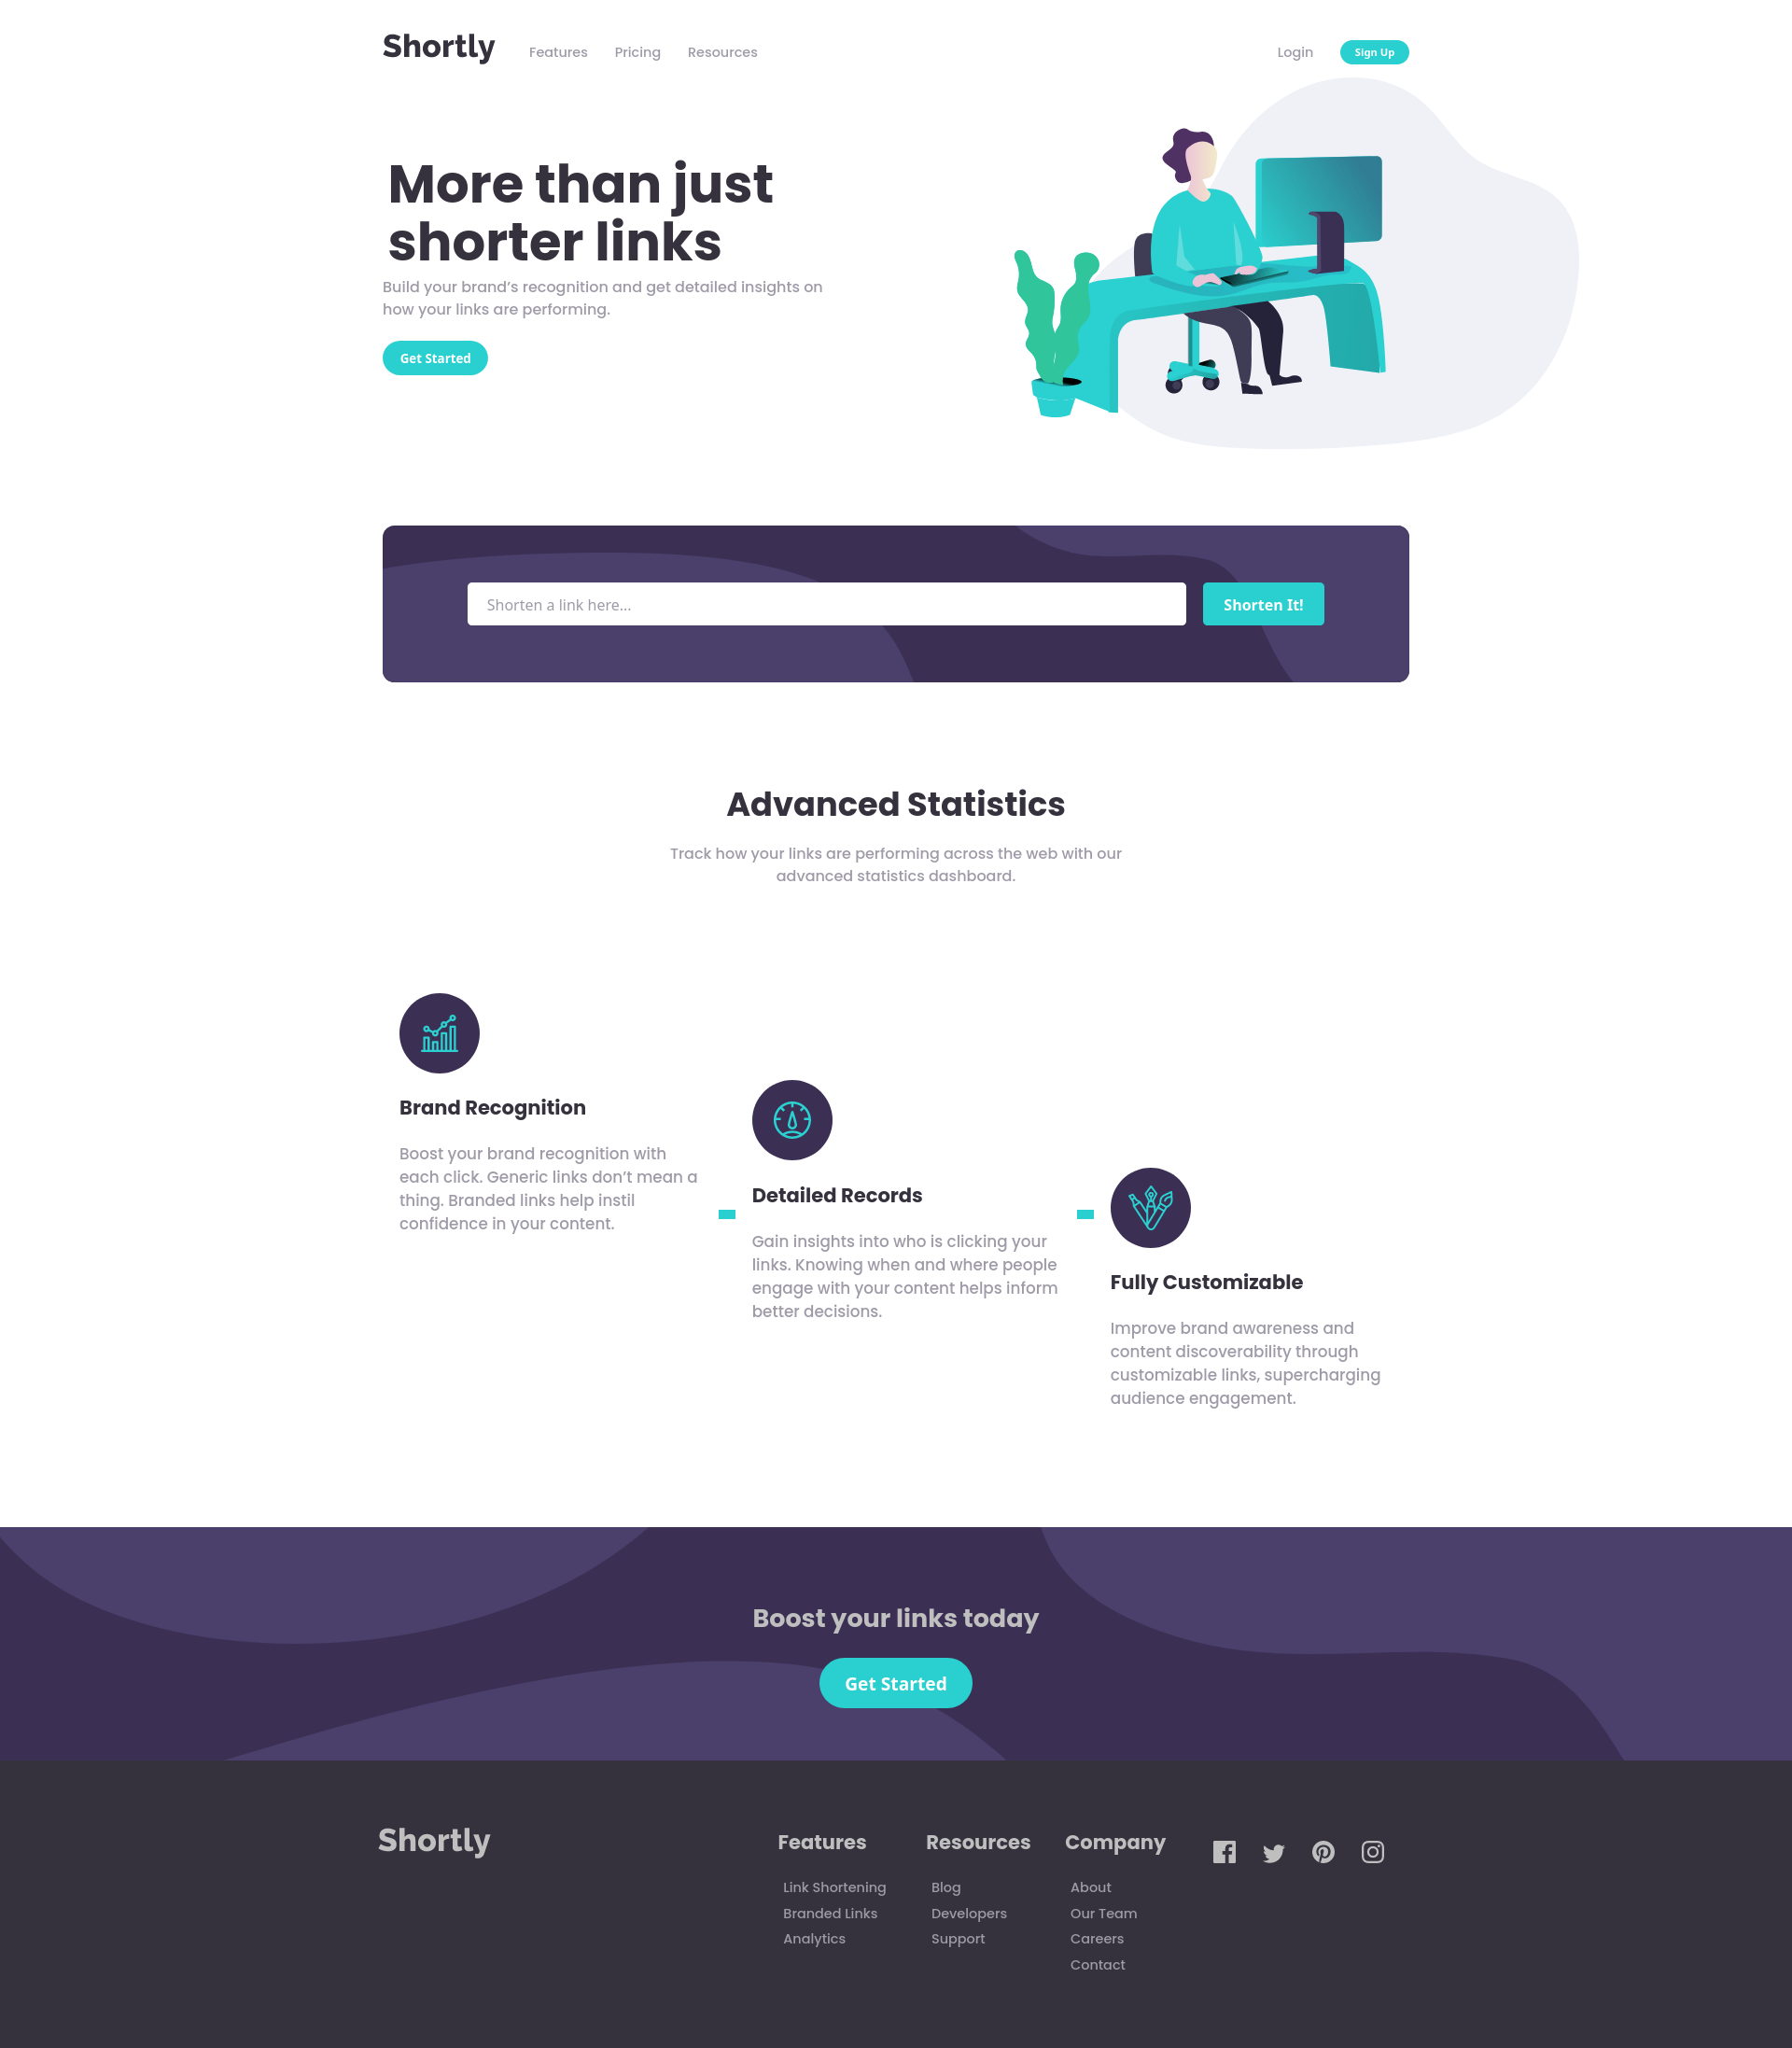 Shortly
Features
Pricing
Resources
Login
Sign Up
More than just
shorter links
Build your brand’s recognition and get detailed insights on
how your links are performing.
Get Started
Shorten a link here...
Shorten It!
Advanced Statistics
Track how your links are performing across the web with our
advanced statistics dashboard.
Brand Recognition
Boost your brand recognition with
each click. Generic links don’t mean a
thing. Branded links help instil
confidence in your content.
Detailed Records
Gain insights into who is clicking your
links. Knowing when and where people
engage with your content helps inform
better decisions.
Fully Customizable
Improve brand awareness and
content discoverability through
customizable links, supercharging
audience engagement.
Boost your links today
Get Started
Shortly
Features
Link Shortening
Branded Links
Analytics
Resources
Blog
Developers
Support
Company
About
Our Team
Careers
Contact